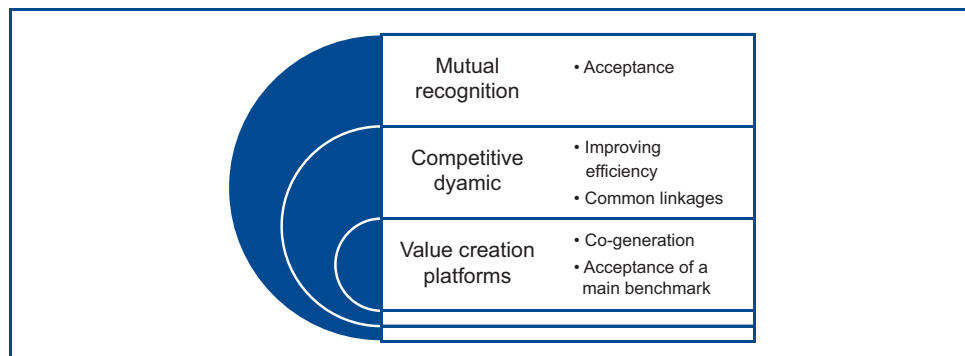 Mutual
recognition
• Acceptance
Competitive
dyamic
• Improving
efficiency
• Common linkages
Value creation
platforms
• Co-generation
• Acceptance of a
main benchmark